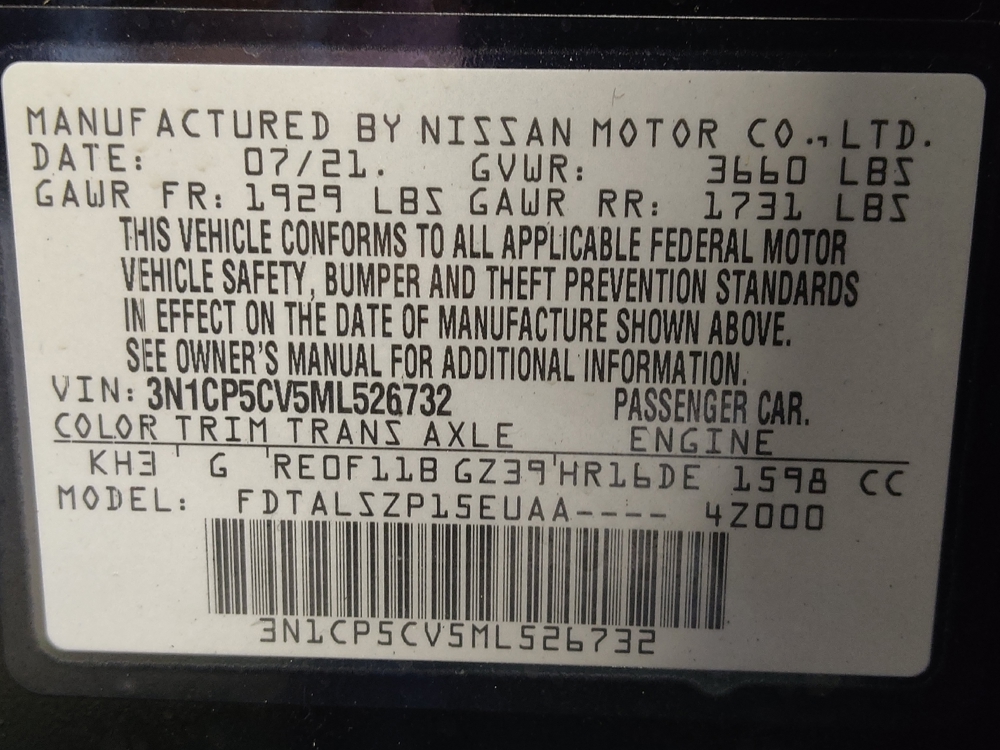 MANUFACTURED BY NISSAN MOTOR CO., LTD.
DATE: 07/21. GVWR: 3660 LBS
GAWR FR: 1929 LBS GAWR RR: 1731 LBS
THIS VEHICLE CONFORMS TO ALL APPLICABLE FEDERAL MOTOR
VEHICLE SAFETY, BUMPER AND THEFT PREVENTION STANDARDS
IN EFFECT ON THE DATE OF MANUFACTURE SHOWN ABOVE.
SEE OWNER'S MANUAL FOR ADDITIONAL INFORMATION.
VIN: 3N1CP5CV5ML526732 PASSENGER CAR.
COLOR TRIM TRANS AXLE ENGINE
KH3 G RE0F11B GZ39 HR16DE 1598 CC
MODEL: FDTALSZP15EUAA---- 4Z000
3N1CP5CV5ML526732